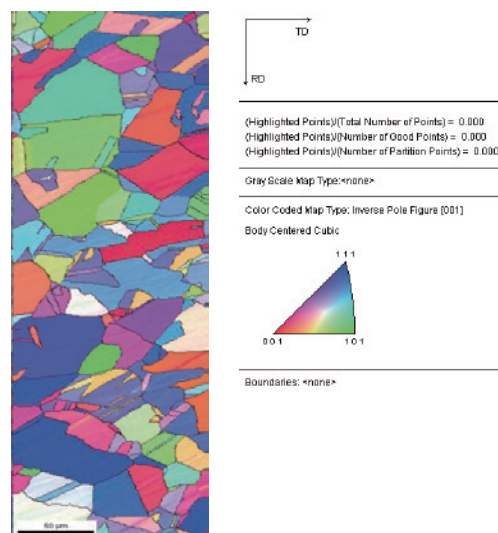 TD
RD
(Highlighted Points)/(Total Number of Points) = 0.000
(Highlighted Points)/(Number of Good Points) = 0.000
(Highlighted Points)/(Number of Partition Points) = 0.000
Gray Scale Map Type:<none>
Color Coded Map Type: Inverse Pole Figure [001]
Body Centered Cubic
1 1 1
0 0 1
1 0 1
Boundaries: <none>
60 µm